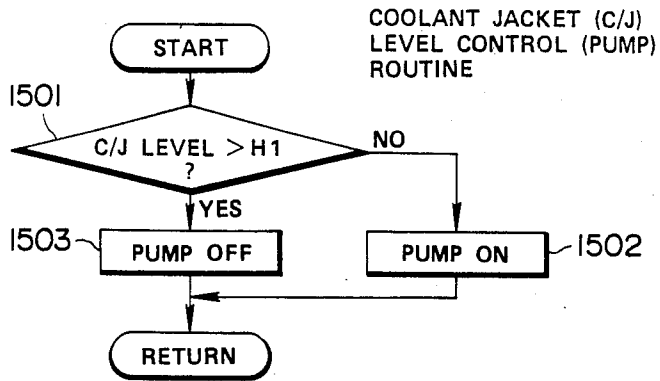 COOLANT JACKET (C/J)
LEVEL CONTROL (PUMP)
ROUTINE
START
1501
C/J LEVEL > H1
?
NO
YES
1503
PUMP OFF
PUMP ON
1502
RETURN